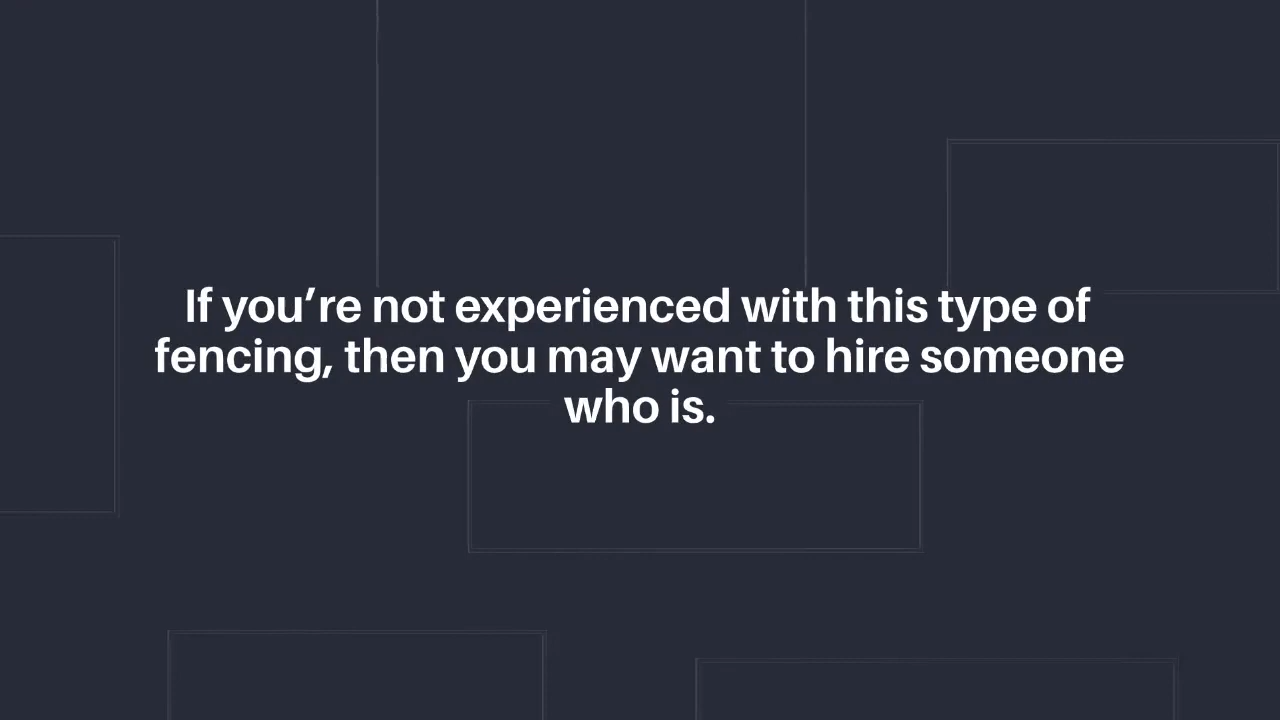 If you’re not experienced with this type of
fencing, then you may want to hire someone
who is.